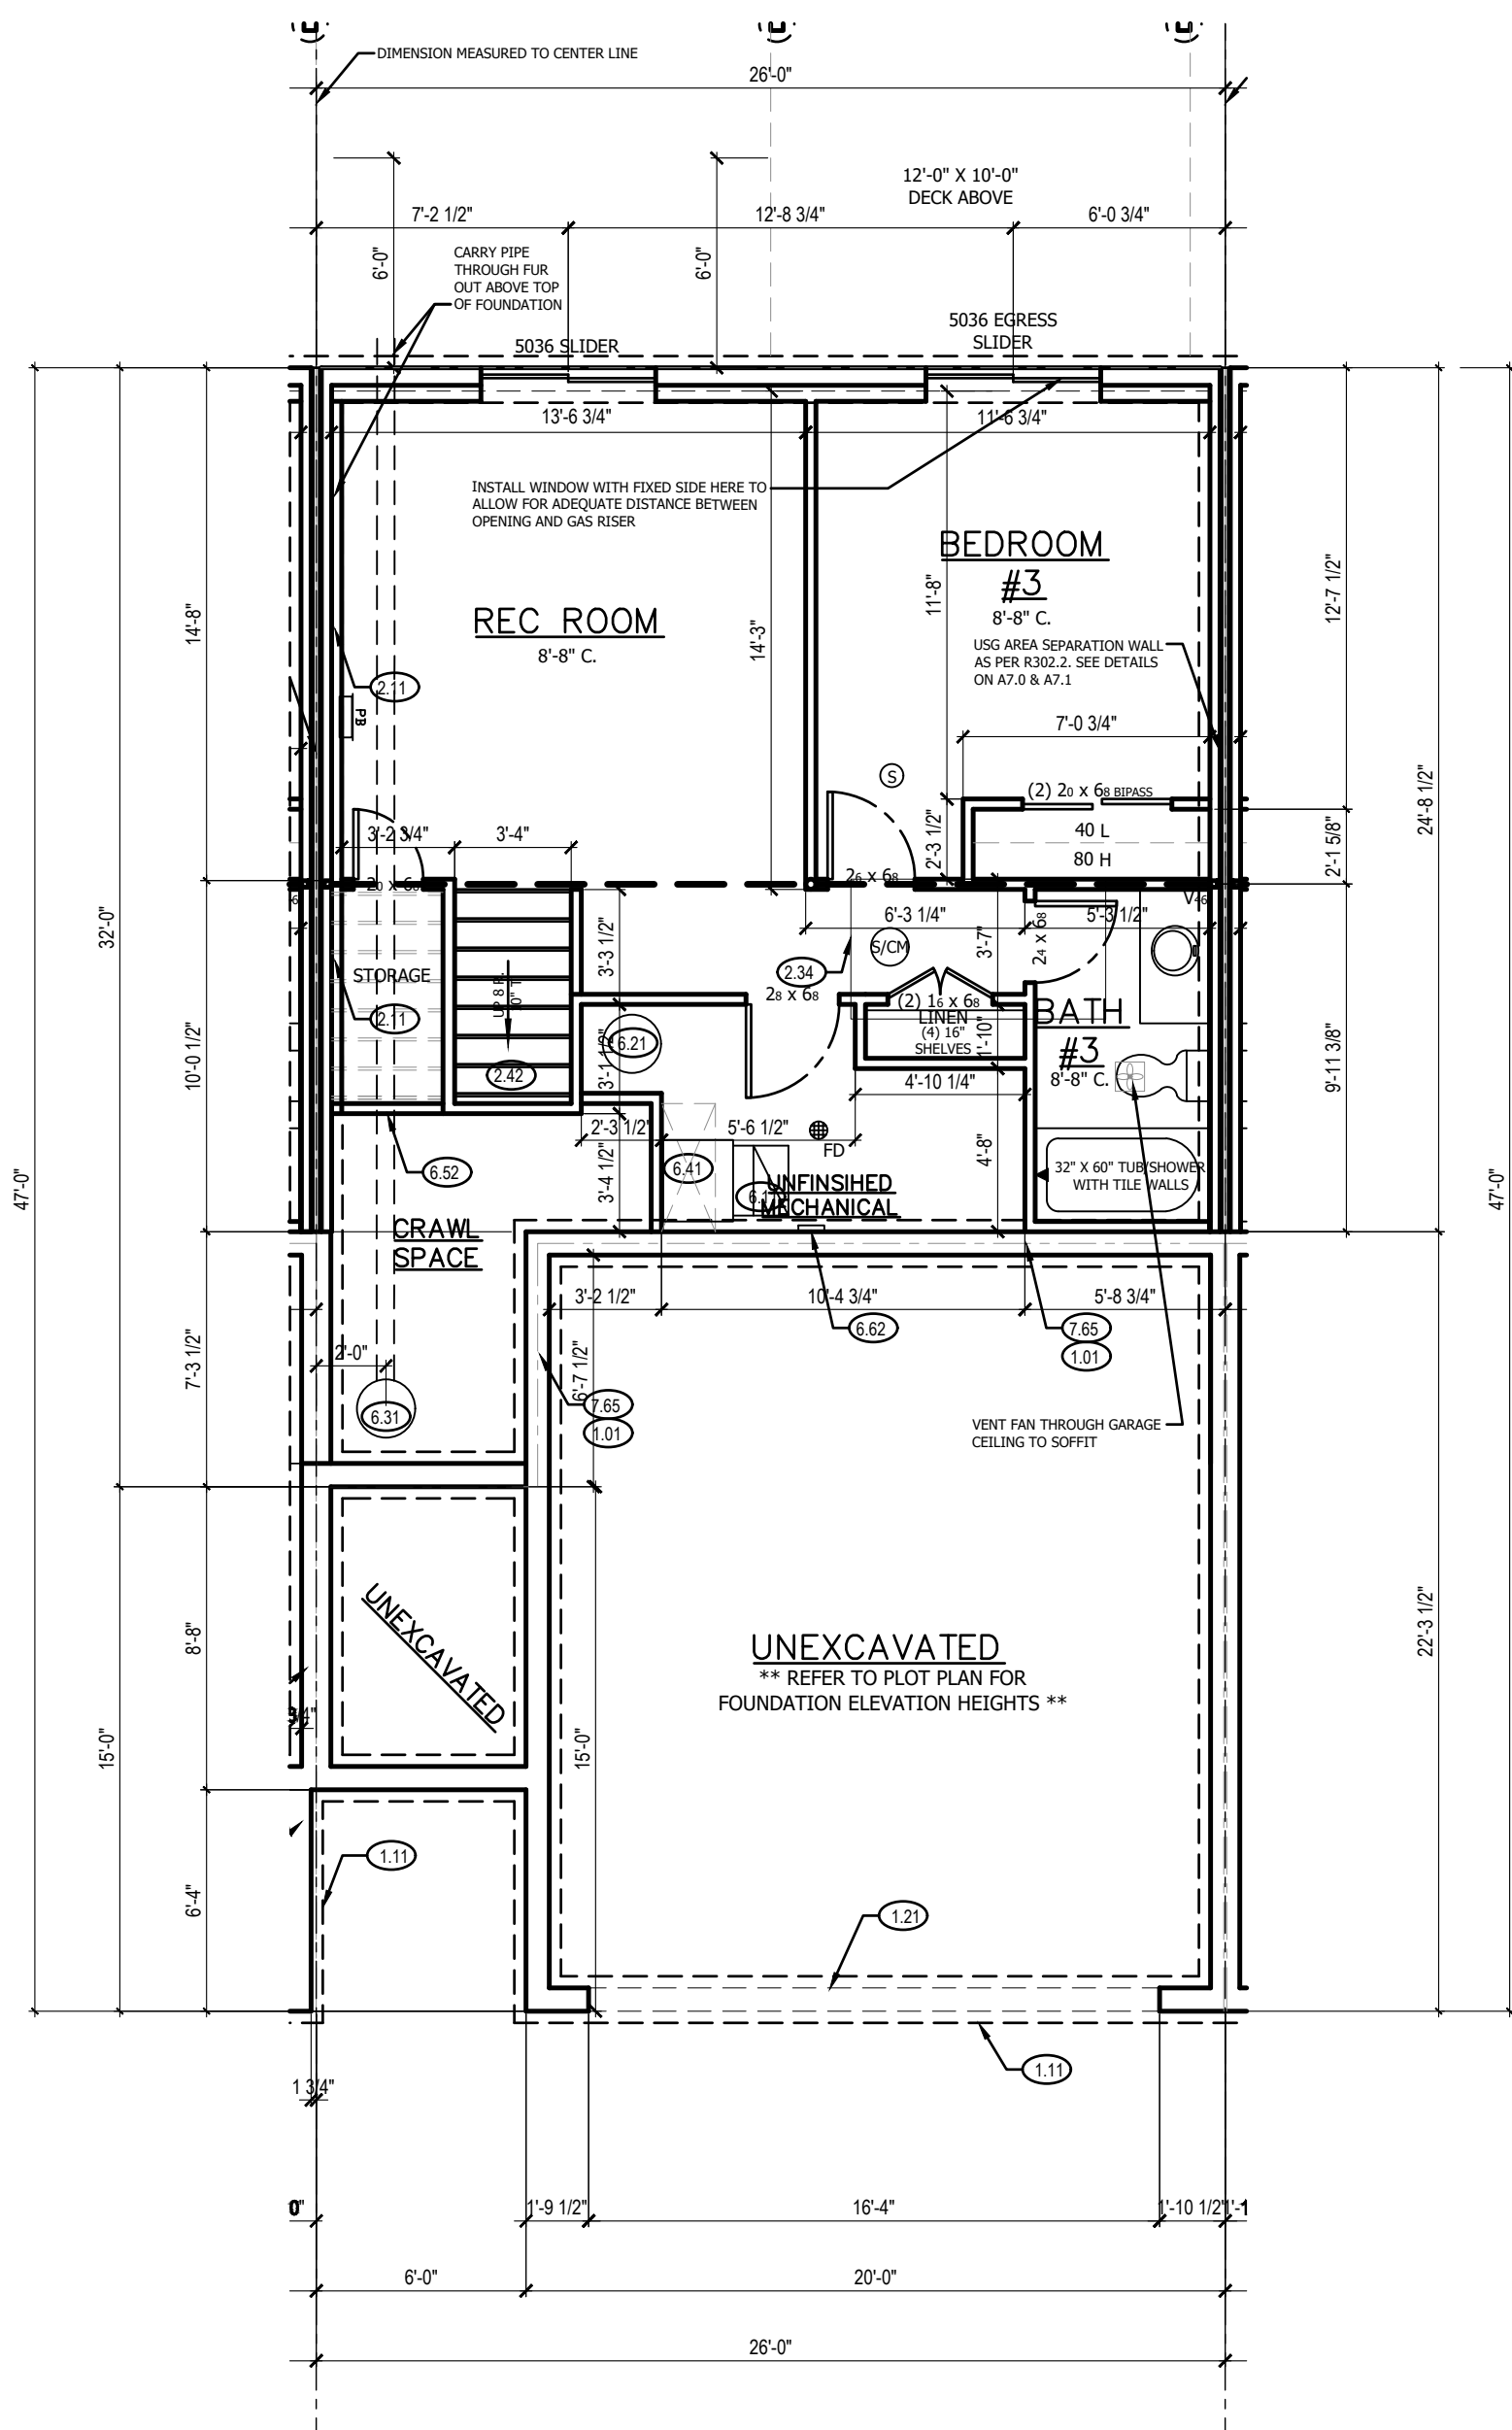 DIMENSION MEASURED TO CENTER LINE
26'-0"
12'-0" X 10'-0"
DECK ABOVE
7'-2 1/2"
12'-8 3/4"
6'-0 3/4"
6'-0"
6'-0"
CARRY PIPE
THROUGH FUR
OUT ABOVE TOP
OF FOUNDATION
5036 SLIDER
5036 EGRESS
SLIDER
13'-6 3/4"
11'-6 3/4"
INSTALL WINDOW WITH FIXED SIDE HERE TO
ALLOW FOR ADEQUATE DISTANCE BETWEEN
OPENING AND GAS RISER
BEDROOM
#3
8'-8" C.
11'-8"
12'-7 1/2"
14'-8"
REC ROOM
8'-8" C.
14'-3"
USG AREA SEPARATION WALL
AS PER R302.2. SEE DETAILS
ON A7.0 & A7.1
2.11
PB
7'-0 3/4"
S
(2) 20 x 68 BIPASS
40 L
80 H
3'-2 3/4"
3'-4"
2'-3 1/2"
2'-1 5/8"
24'-8 1/2"
26 x 68
32'-0"
6'-3 1/4"
5'-3 1/2"
V46
3'-3 1/2"
3'-7"
24 x 68
S/CM
2.34
28 x 68
STORAGE
2.11
UP 8 R.
10" T.
2.42
(2) 16 x 68
LINEN
(4) 16"
SHELVES
1'-10"
BATH
#3
8'-8" C.
10'-0 1/2"
9'-11 3/8"
6.21
3'-1 1/2"
4'-10 1/4"
2'-3 1/2"
5'-6 1/2"
FD
4'-8"
6.52
3'-4 1/2"
6.41
UNFINSIHED
MECHANICAL
32" X 60" TUB/SHOWER
WITH TILE WALLS
47'-0"
47'-0"
CRAWL
SPACE
3'-2 1/2"
10'-4 3/4"
5'-8 3/4"
6.62
7.65
1.01
2'-0"
7'-3 1/2"
6'-7 1/2"
6.31
7.65
1.01
VENT FAN THROUGH GARAGE
CEILING TO SOFFIT
8'-8"
22'-3 1/2"
UNEXCAVATED
UNEXCAVATED
** REFER TO PLOT PLAN FOR
FOUNDATION ELEVATION HEIGHTS **
3/4"
15'-0"
15'-0"
1.11
6'-4"
1.21
1.11
1 3/4"
0"
1'-9 1/2"
16'-4"
1'-10 1/2"
1'-1
6'-0"
20'-0"
26'-0"